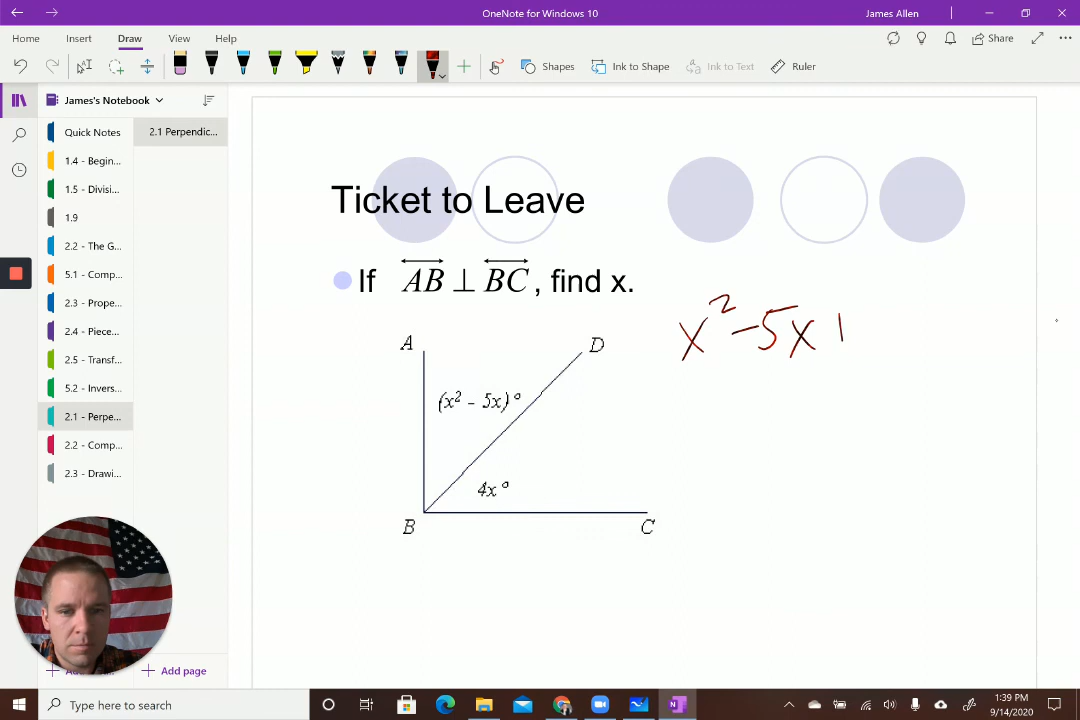 OneNote for Windows 10
James Allen
Home Insert Draw View Help
Share
Shapes
Ink to Shape
Ink to Text
Ruler
James's Notebook
Quick Notes
1.4 - Begin...
1.5 - Divisi...
1.9
2.2 - The G...
5.1 - Comp...
2.3 - Prope...
2.4 - Piece...
2.5 - Transf...
5.2 - Invers...
2.1 - Perpe...
2.2 - Comp...
2.3 - Drawi...
2.1 Perpendic...
Ticket to Leave
If AB ⊥ BC, find x.
x² - 5x
A
D
(x² - 5x)°
4x°
B
C
Add page
Type here to search
1:39 PM
9/14/2020